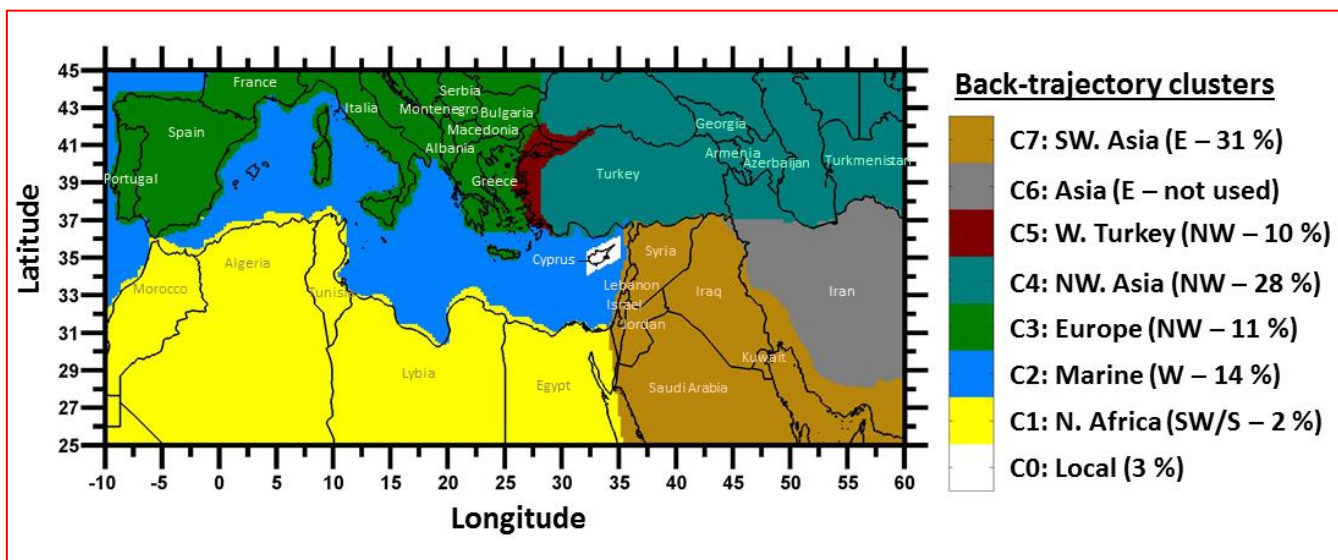 45
43
41
39
37
35
33
31
29
27
25
Latitude
-10 -5 0 5 10 15 20 25 30 35 40 45 50 55 60
Longitude
France
Serbia
Italia
Montenegro
Bulgaria
Spain
Macedonia
Georgia
Albania
Armenia
Azerbaijan
Turkmenistan
Portugal
Greece
Turkey
Cyprus
Syria
Algeria
Lebanon
Morocco
Tunisia
Israel
Iraq
Iran
Jordan
Kuwait
Lybia
Egypt
Saudi Arabia
Back-trajectory clusters
C7: SW. Asia (E – 31 %)
C6: Asia (E – not used)
C5: W. Turkey (NW – 10 %)
C4: NW. Asia (NW – 28 %)
C3: Europe (NW – 11 %)
C2: Marine (W – 14 %)
C1: N. Africa (SW/S – 2 %)
C0: Local (3 %)